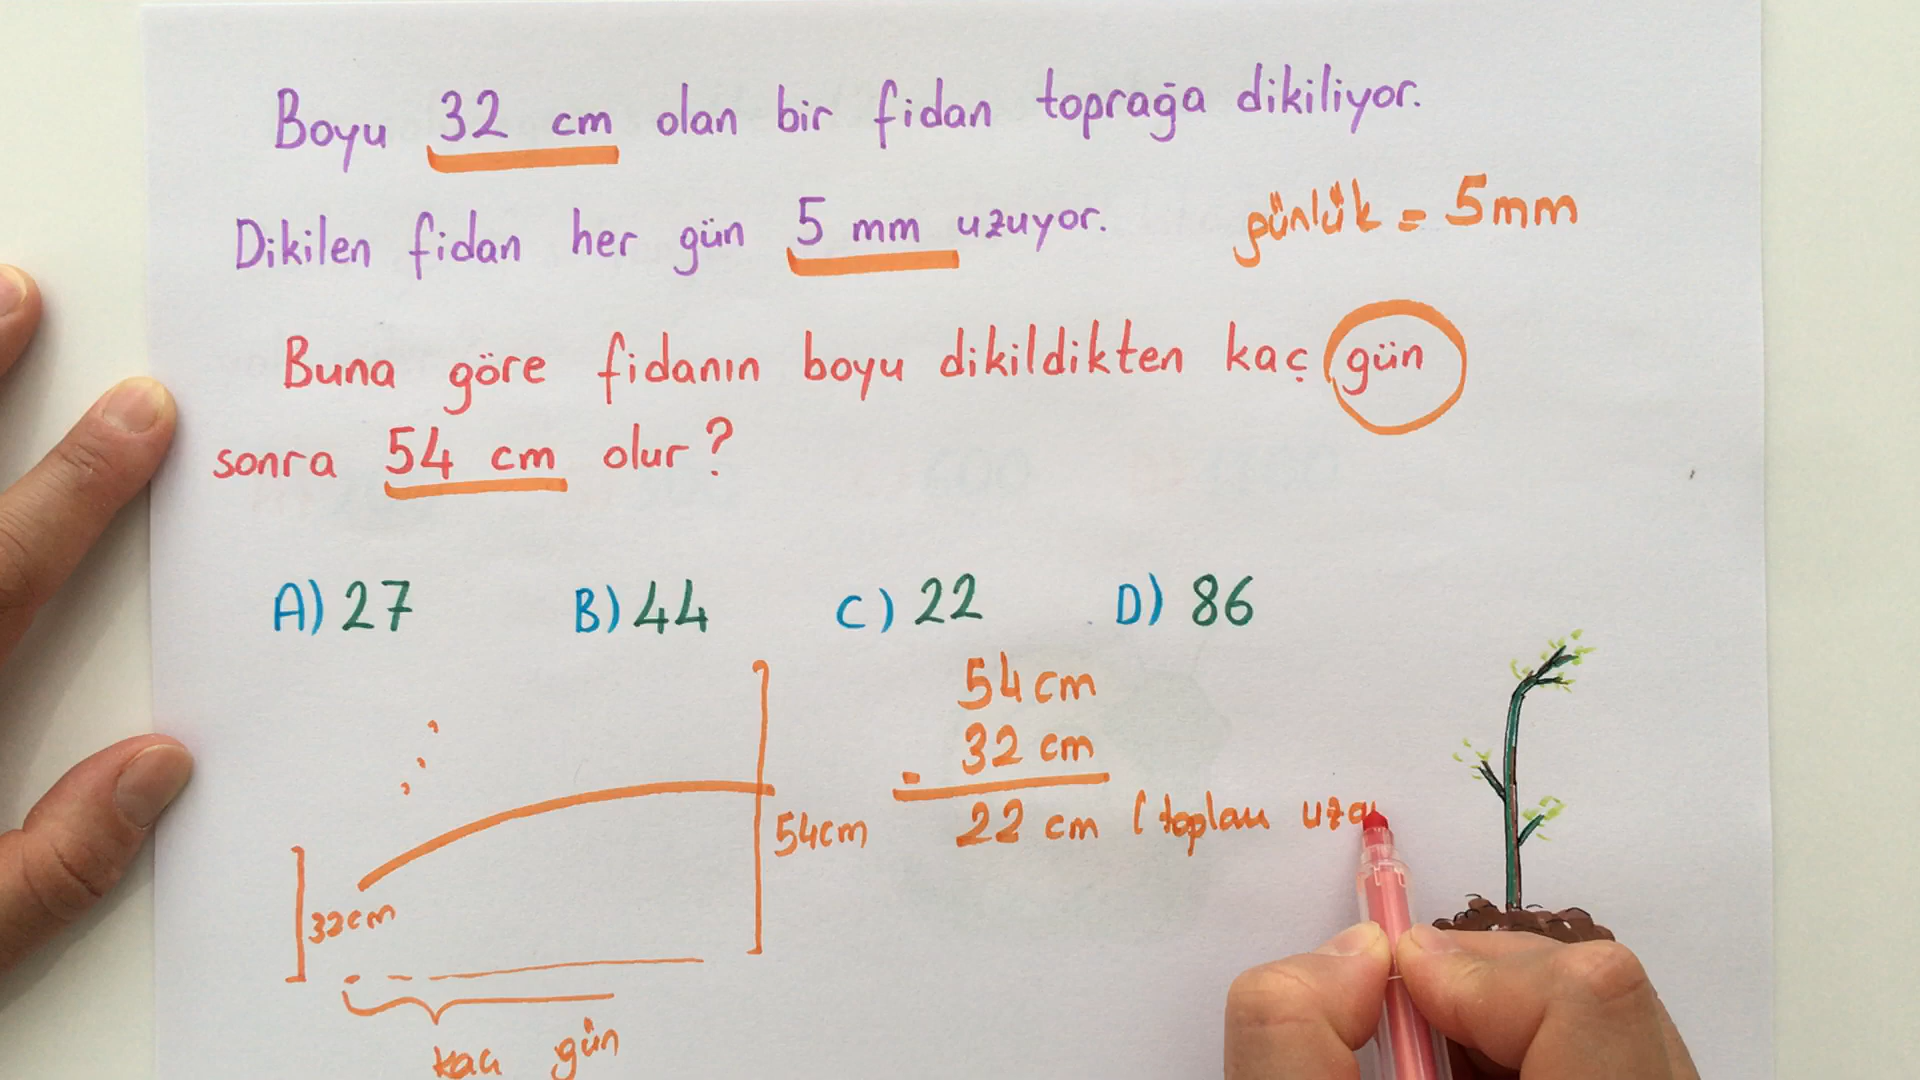 Boyu 32 cm olan bir fidan toprağa dikiliyor.
Dikilen fidan her gün 5 mm uzuyor.
günlük = 5mm
Buna göre fidanın boyu dikildikten kaç gün
sonra 54 cm olur?
A) 27 B) 44 C) 22 D) 86
54 cm
32 cm
-
22 cm (toplam uza
54cm
32cm
kaç gün